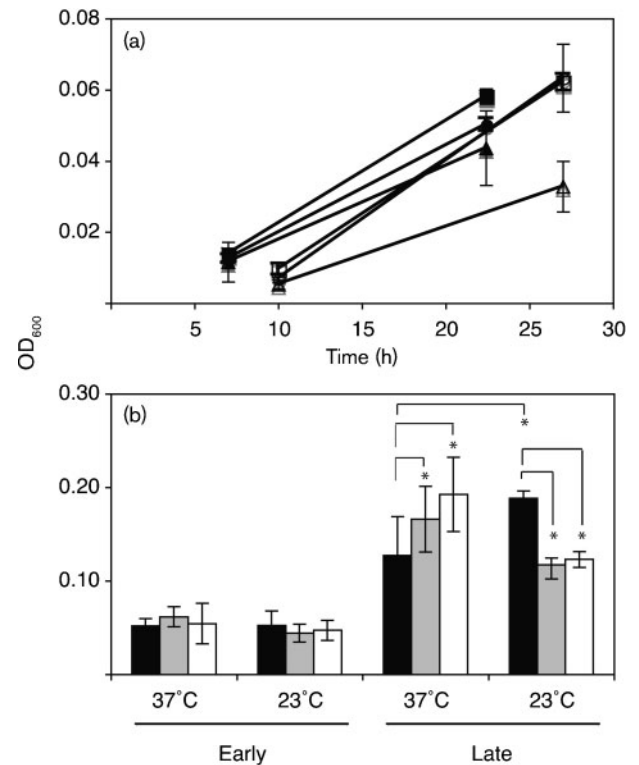 (a)
0.08
0.06
0.04
0.02
5 10 15 20 25 30
Time (h)
OD600
(b)
0.30
0.20
0.10
* * * * *
37°C 23°C 37°C 23°C
Early Late